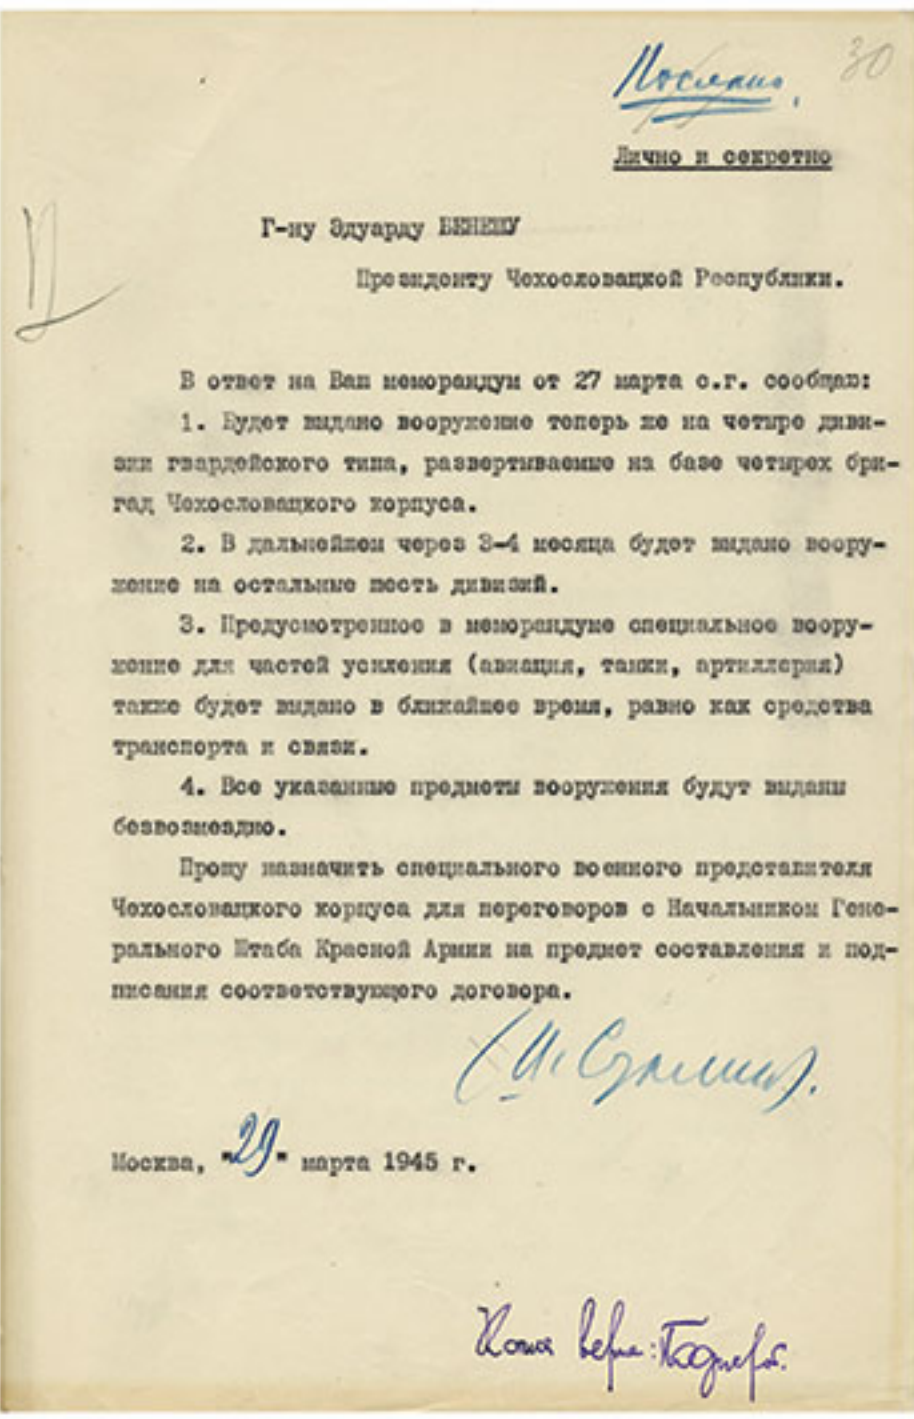 Послано.
30
Лично и секретно
Г-ну Эдуарду БЕНЕШУ
Президенту Чехословацкой Республики.
В ответ на Ваш меморандум от 27 марта с.г. сообщаю:
1. Будет выдано вооружение теперь же на четыре диви-
зии гвардейского типа, развертываемые на базе четырех бри-
гад Чехословацкого корпуса.
2. В дальнейшем через 3-4 месяца будет выдано воору-
жение на остальные шесть дивизий.
3. Предусмотренное в меморандуме специальное воору-
жение для частей усиления (авиация, танки, артиллерия)
также будет выдано в ближайшее время, равно как средства
транспорта и связи.
4. Все указанные предметы вооружения будут выданы
безвозмездно.
Прошу назначить специального военного представителя
Чехословацкого корпуса для переговоров с Начальником Гене-
рального Штаба Красной Армии на предмет составления и под-
писания соответствующего договора.
(И. Сталин).
Москва, "29" марта 1945 г.
Копия верна: